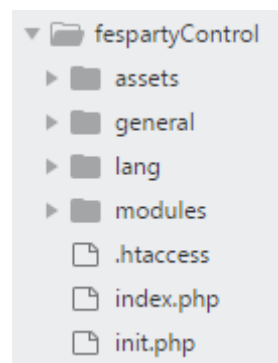 fespartyControl
assets
general
lang
modules
.htaccess
index.php
init.php